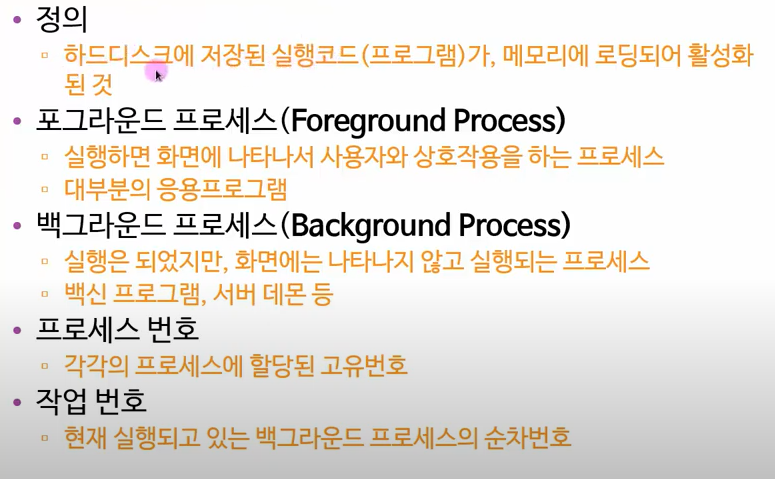 • 정의
▫ 하드디스크에 저장된 실행코드(프로그램)가, 메모리에 로딩되어 활성화
된 것
• 포그라운드 프로세스(Foreground Process)
▫ 실행하면 화면에 나타나서 사용자와 상호작용을 하는 프로세스
▫ 대부분의 응용프로그램
• 백그라운드 프로세스(Background Process)
▫ 실행은 되었지만, 화면에는 나타나지 않고 실행되는 프로세스
▫ 백신 프로그램, 서버 데몬 등
• 프로세스 번호
▫ 각각의 프로세스에 할당된 고유번호
• 작업 번호
▫ 현재 실행되고 있는 백그라운드 프로세스의 순차번호